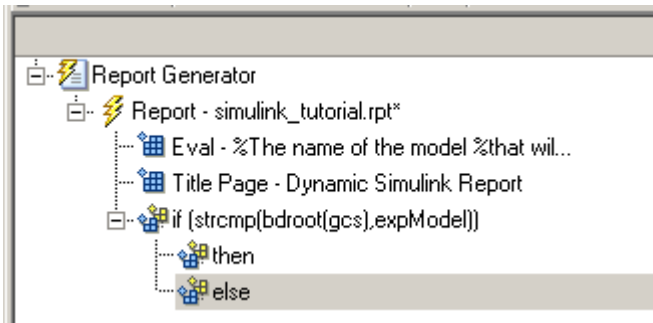 Report Generator
Report - simulink_tutorial.rpt*
Eval - %The name of the model %that wil...
Title Page - Dynamic Simulink Report
if (strcmp(bdroot(gcs),expModel))
then
else